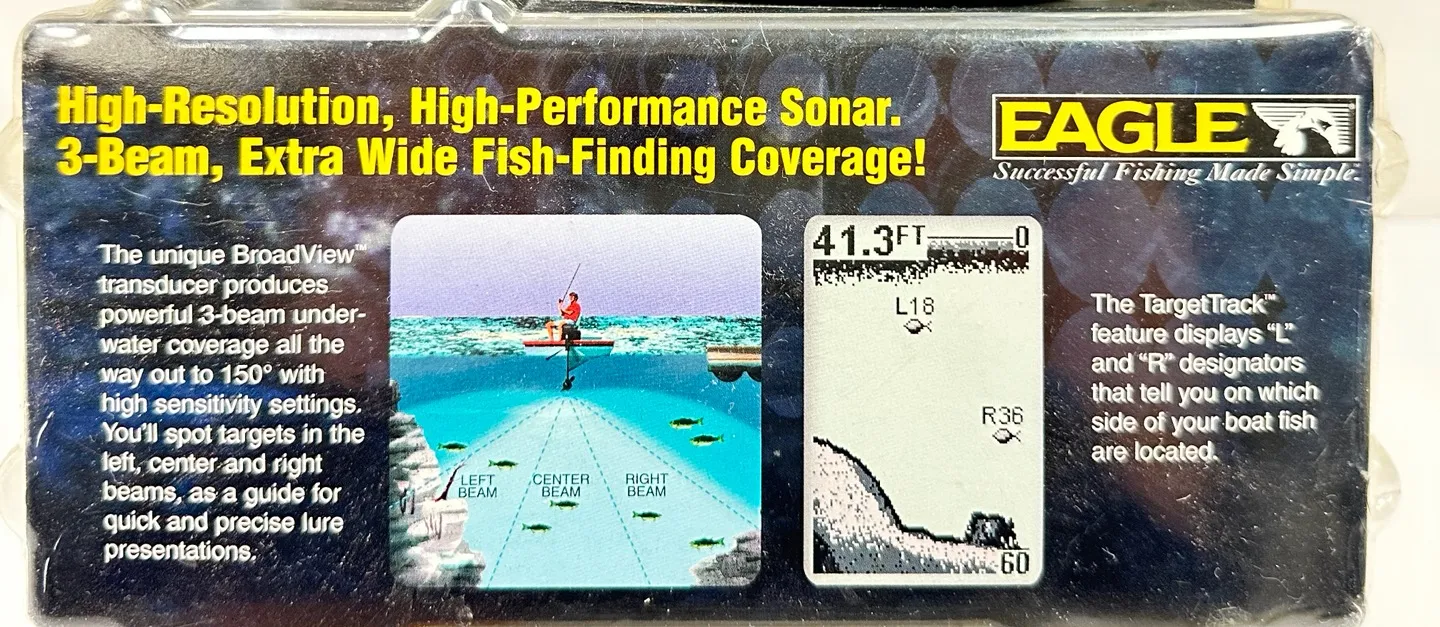 High-Resolution, High-Performance Sonar.
3-Beam, Extra Wide Fish-Finding Coverage!
EAGLE
Successful Fishing Made Simple.
The unique BroadView™
transducer produces
powerful 3-beam under-
water coverage all the
way out to 150° with
high sensitivity settings.
You'll spot targets in the
left, center and right
beams, as a guide for
quick and precise lure
presentations.
LEFT
BEAM
CENTER
BEAM
RIGHT
BEAM
41.3FT 0
L18
R36
60
The TargetTrack™
feature displays “L”
and “R” designators
that tell you on which
side of your boat fish
are located.